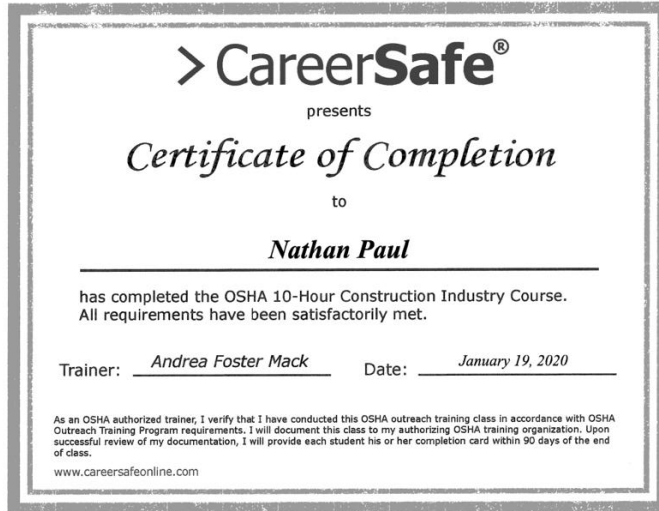 > CareerSafe®
presents
Certificate of Completion
to
Nathan Paul
has completed the OSHA 10-Hour Construction Industry Course.
All requirements have been satisfactorily met.
Trainer: Andrea Foster Mack Date: January 19, 2020
As an OSHA authorized trainer, I verify that I have conducted this OSHA outreach training class in accordance with OSHA
Outreach Training Program requirements. I will document this class to my authorizing OSHA training organization. Upon
successful review of my documentation, I will provide each student his or her completion card within 90 days of the end
of class.
www.careersafeonline.com